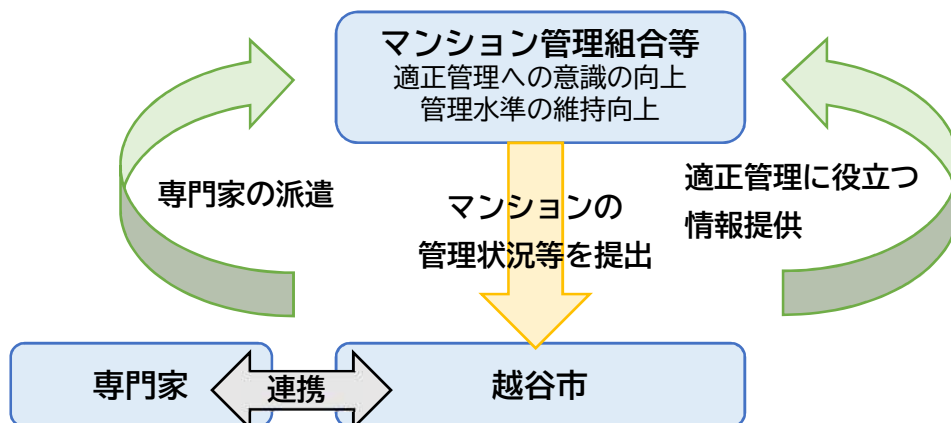 マンション管理組合等
適正管理への意識の向上
管理水準の維持向上
専門家の派遣
マンションの
管理状況等を提出
適正管理に役立つ
情報提供
専門家
連携
越谷市